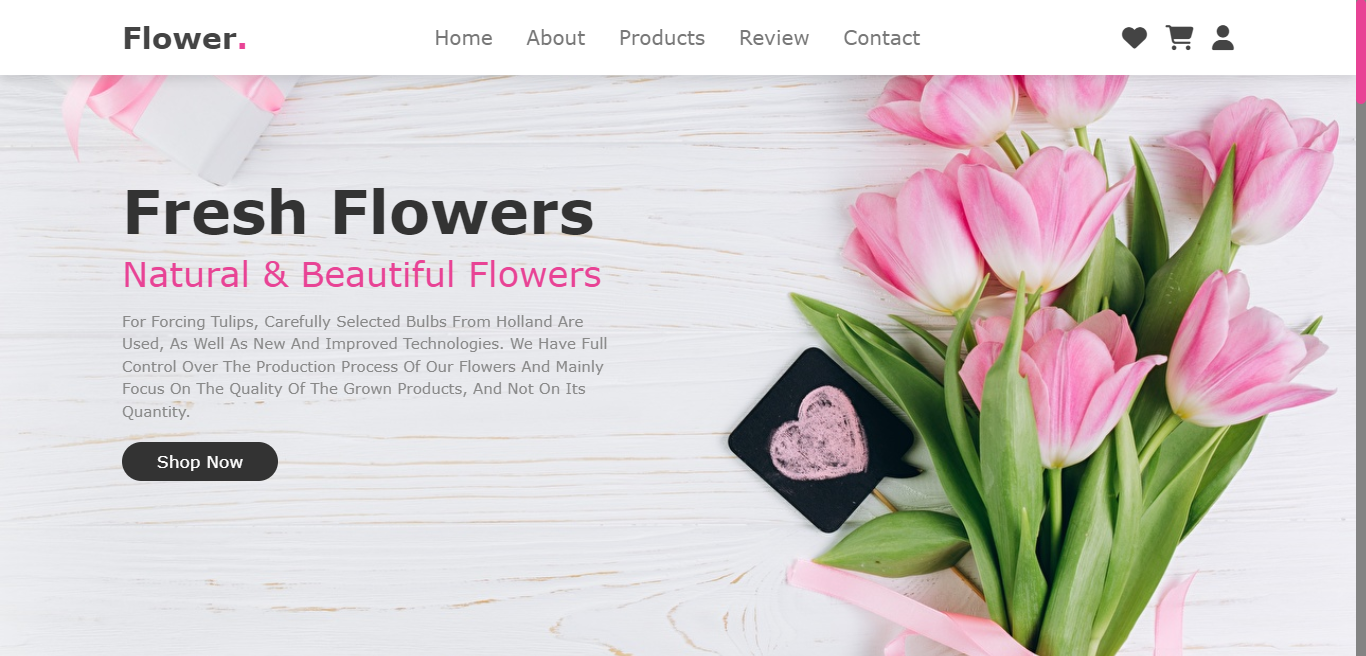 Flower.
Home About Products Review Contact
Fresh Flowers
Natural & Beautiful Flowers
For Forcing Tulips, Carefully Selected Bulbs From Holland Are
Used, As Well As New And Improved Technologies. We Have Full
Control Over The Production Process Of Our Flowers And Mainly
Focus On The Quality Of The Grown Products, And Not On Its
Quantity.
Shop Now